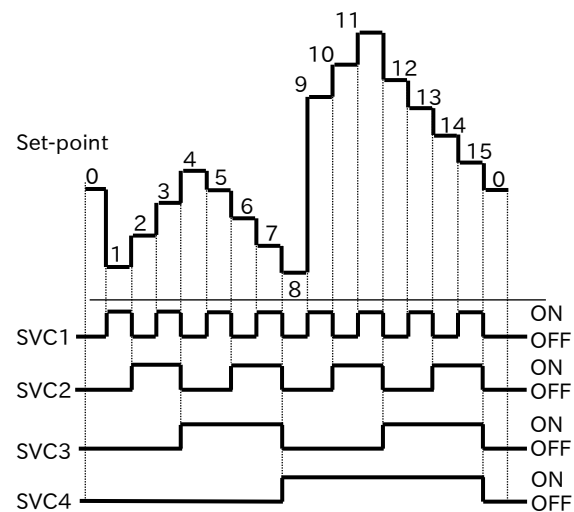 11
10
12
9
13
Set-point
4
14
0
5
15
0
3
6
2
7
1
8
ON
SVC1
OFF
ON
SVC2
OFF
ON
SVC3
OFF
ON
SVC4
OFF